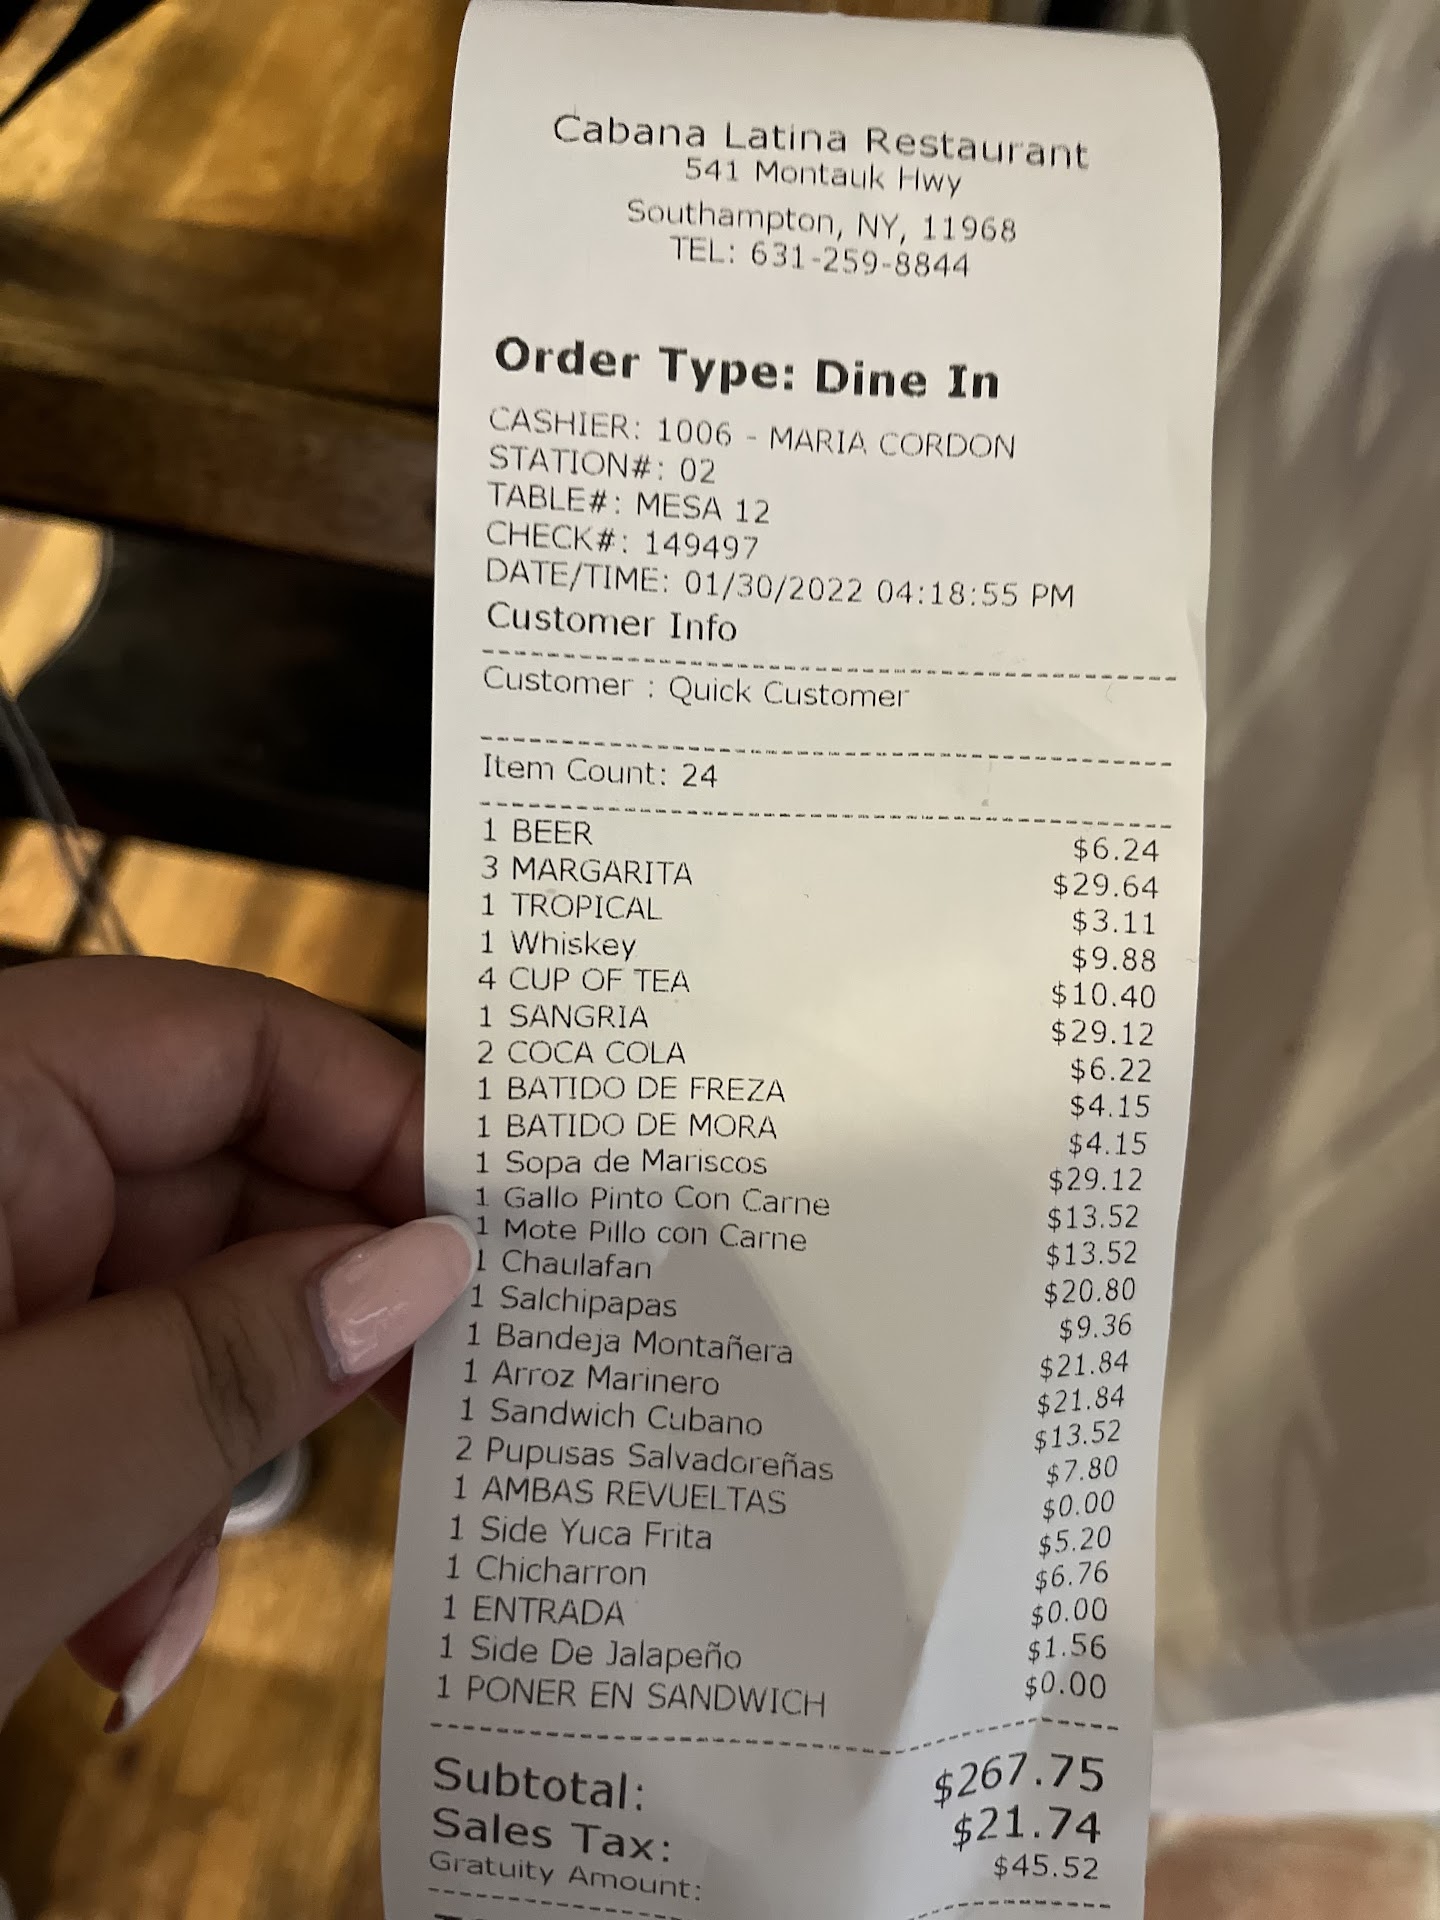 Cabana Latina Restaurant
541 Montauk Hwy
Southampton, NY, 11968
TEL: 631-259-8844
Order Type: Dine In
CASHIER: 1006 - MARIA CORDON
STATION#: 02
TABLE#: MESA 12
CHECK#: 149497
DATE/TIME: 01/30/2022 04:18:55 PM
Customer Info
Customer : Quick Customer
Item Count: 24
1 BEER $6.24
3 MARGARITA $29.64
1 TROPICAL $3.11
1 Whiskey $9.88
4 CUP OF TEA $10.40
1 SANGRIA $29.12
2 COCA COLA $6.22
1 BATIDO DE FREZA $4.15
1 BATIDO DE MORA $4.15
1 Sopa de Mariscos $29.12
1 Gallo Pinto Con Carne $13.52
1 Mote Pillo con Carne $13.52
1 Chaulafan $20.80
1 Salchipapas $9.36
1 Bandeja Montañera $21.84
1 Arroz Marinero $21.84
1 Sandwich Cubano $13.52
2 Pupusas Salvadoreñas $7.80
1 AMBAS REVUELTAS $0.00
1 Side Yuca Frita $5.20
1 Chicharron $6.76
1 ENTRADA $0.00
1 Side De Jalapeño $1.56
1 PONER EN SANDWICH $0.00
Subtotal: $267.75
Sales Tax: $21.74
Gratuity Amount: $45.52